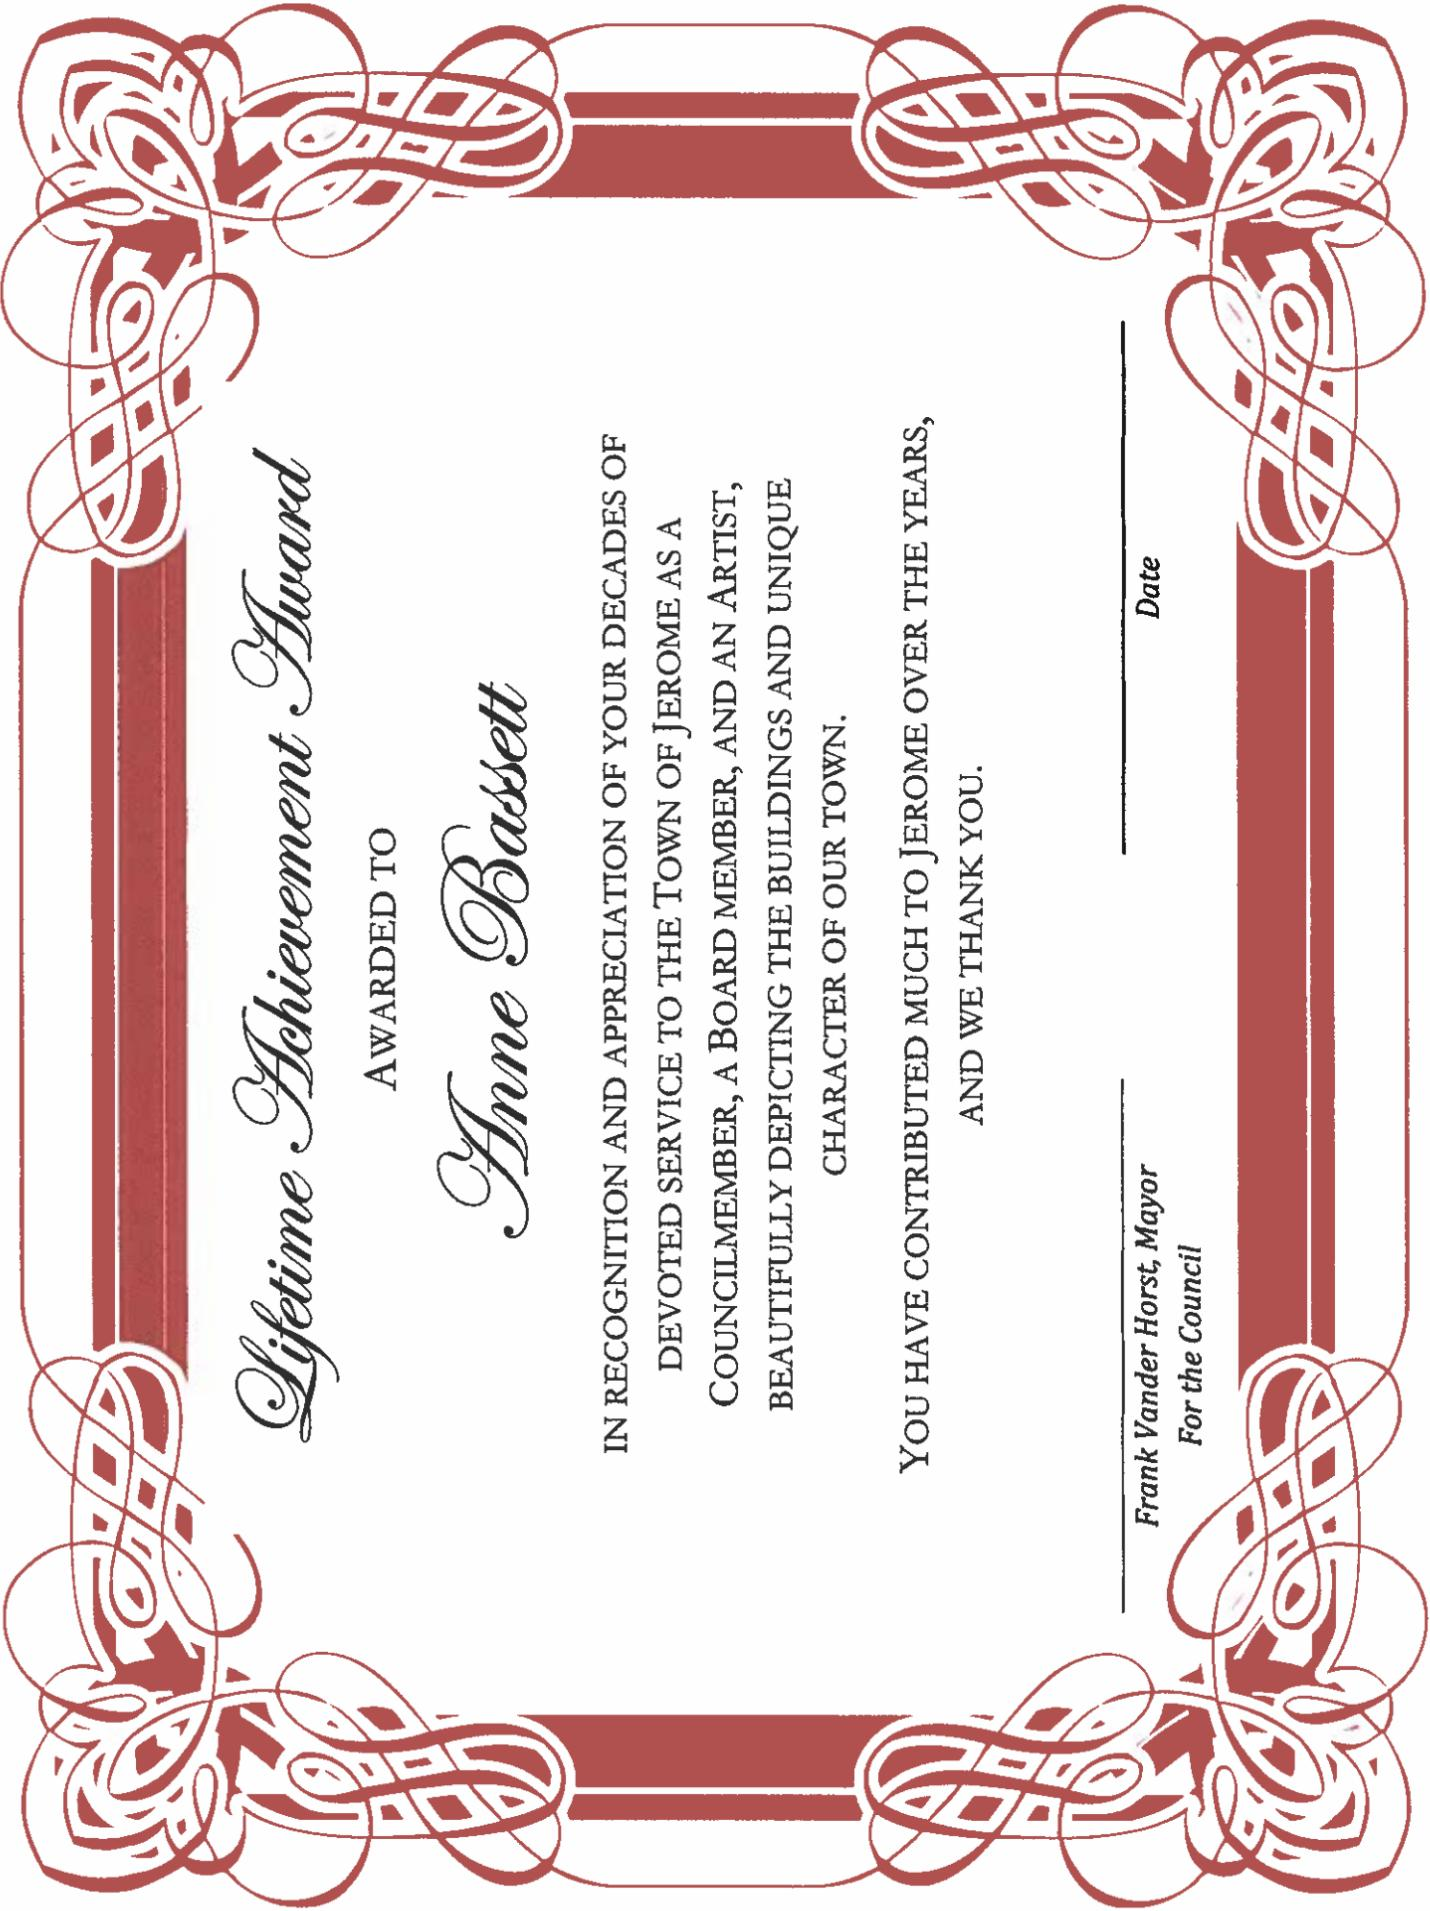 Lifetime Achievement Award
AWARDED TO
Anne Bassett
IN RECOGNITION AND APPRECIATION OF YOUR DECADES OF
DEVOTED SERVICE TO THE TOWN OF JEROME AS A
COUNCILMEMBER, A BOARD MEMBER, AND AN ARTIST,
BEAUTIFULLY DEPICTING THE BUILDINGS AND UNIQUE
CHARACTER OF OUR TOWN.
YOU HAVE CONTRIBUTED MUCH TO JEROME OVER THE YEARS,
AND WE THANK YOU.
Frank Vander Horst, Mayor
For the Council
Date